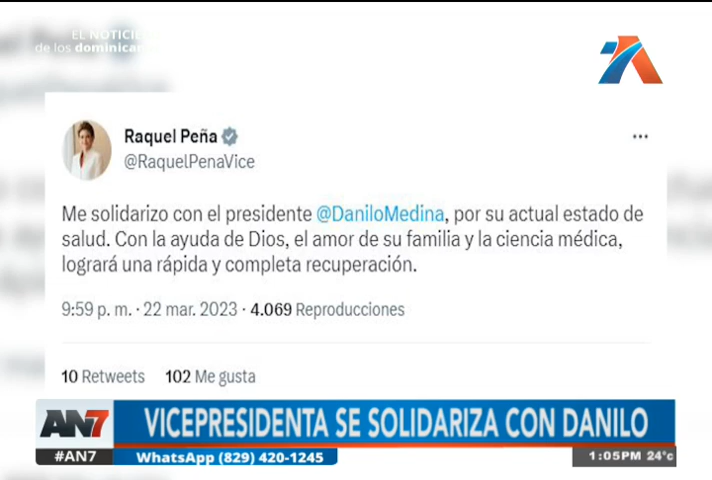 EL NOTICIE
de los dominican
Raquel Peña
@RaquelPenaVice
Me solidarizo con el presidente @DaniloMedina, por su actual estado de
salud. Con la ayuda de Dios, el amor de su familia y la ciencia médica,
logrará una rápida y completa recuperación.
9:59 p. m. · 22 mar. 2023 · 4.069 Reproducciones
10 Retweets 102 Me gusta
AN7 VICEPRESIDENTA SE SOLIDARIZA CON DANILO
#AN7 WhatsApp (829) 420-1245 1:05PM 24°c